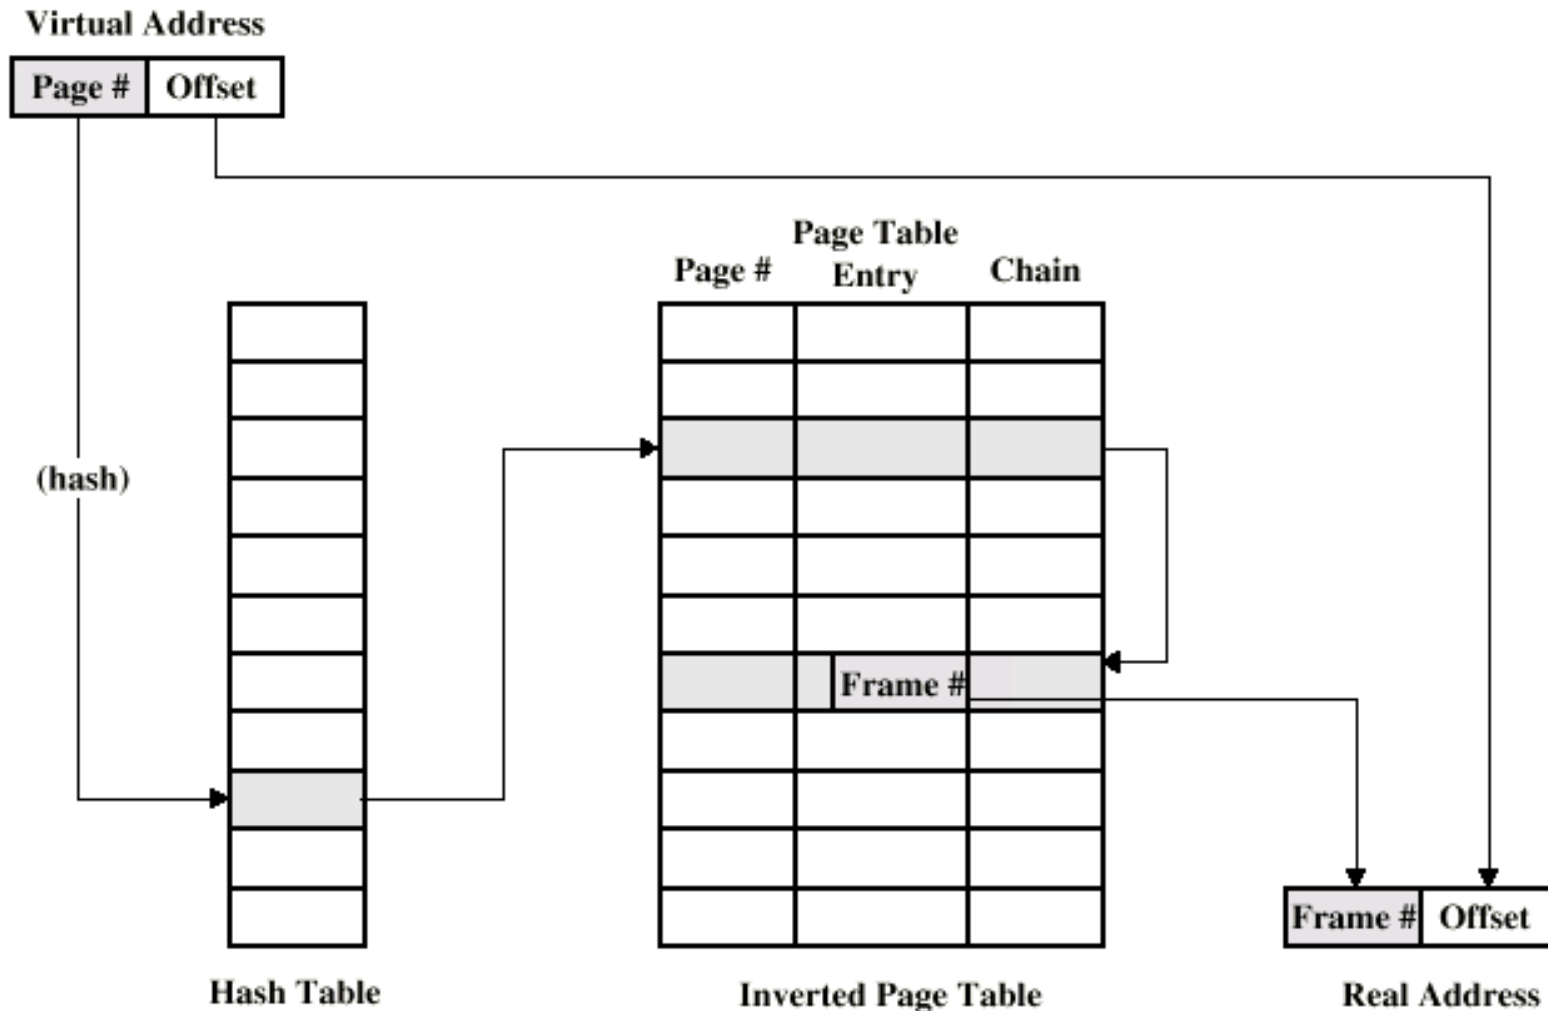 Virtual Address
Page # Offset
Page Table
Page # Entry Chain
(hash)
Frame #
Frame # Offset
Hash Table Inverted Page Table Real Address